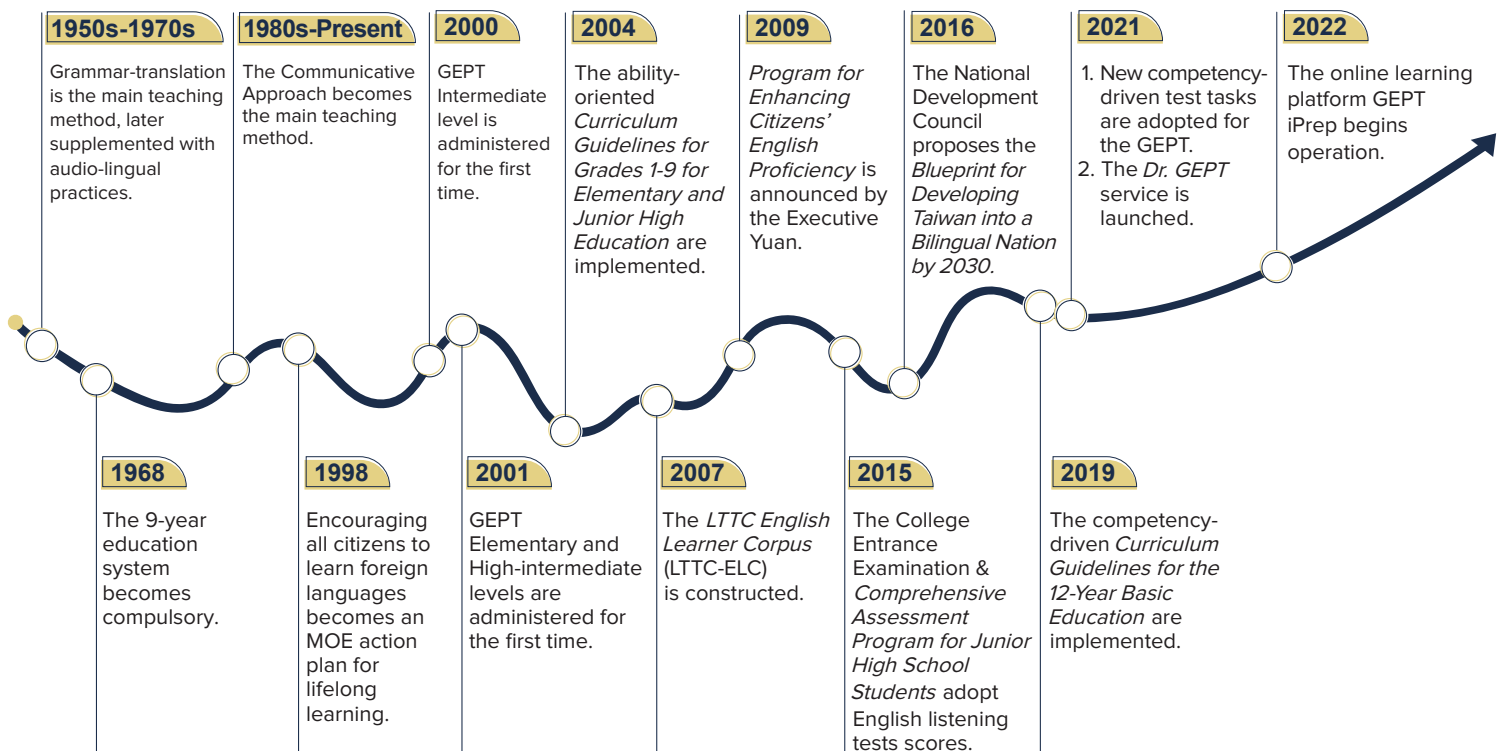 1950s-1970s
Grammar-translation
is the main teaching
method, later
supplemented with
audio-lingual
practices.
1980s-Present
The Communicative
Approach becomes
the main teaching
method.
2000
GEPT
Intermediate
level is
administered
for the first
time.
2004
The ability-
oriented
Curriculum
Guidelines for
Grades 1-9 for
Elementary and
Junior High
Education are
implemented.
2009
Program for
Enhancing
Citizens'
English
Proficiency is
announced by
the Executive
Yuan.
2016
The National
Development
Council
proposes the
Blueprint for
Developing
Taiwan into a
Bilingual Nation
by 2030.
2021
1. New competency-
driven test tasks
are adopted for
the GEPT.
2. The Dr. GEPT
service is
launched.
2022
The online learning
platform GEPT
iPrep begins
operation.
1968
The 9-year
education
system
becomes
compulsory.
1998
Encouraging
all citizens to
learn foreign
languages
becomes an
MOE action
plan for
lifelong
learning.
2001
GEPT
Elementary and
High-intermediate
levels are
administered for
the first time.
2007
The LTTC English
Learner Corpus
(LTTC-ELC)
is constructed.
2015
The College
Entrance
Examination &
Comprehensive
Assessment
Program for Junior
High School
Students adopt
English listening
tests scores.
2019
The competency-
driven Curriculum
Guidelines for the
12-Year Basic
Education are
implemented.